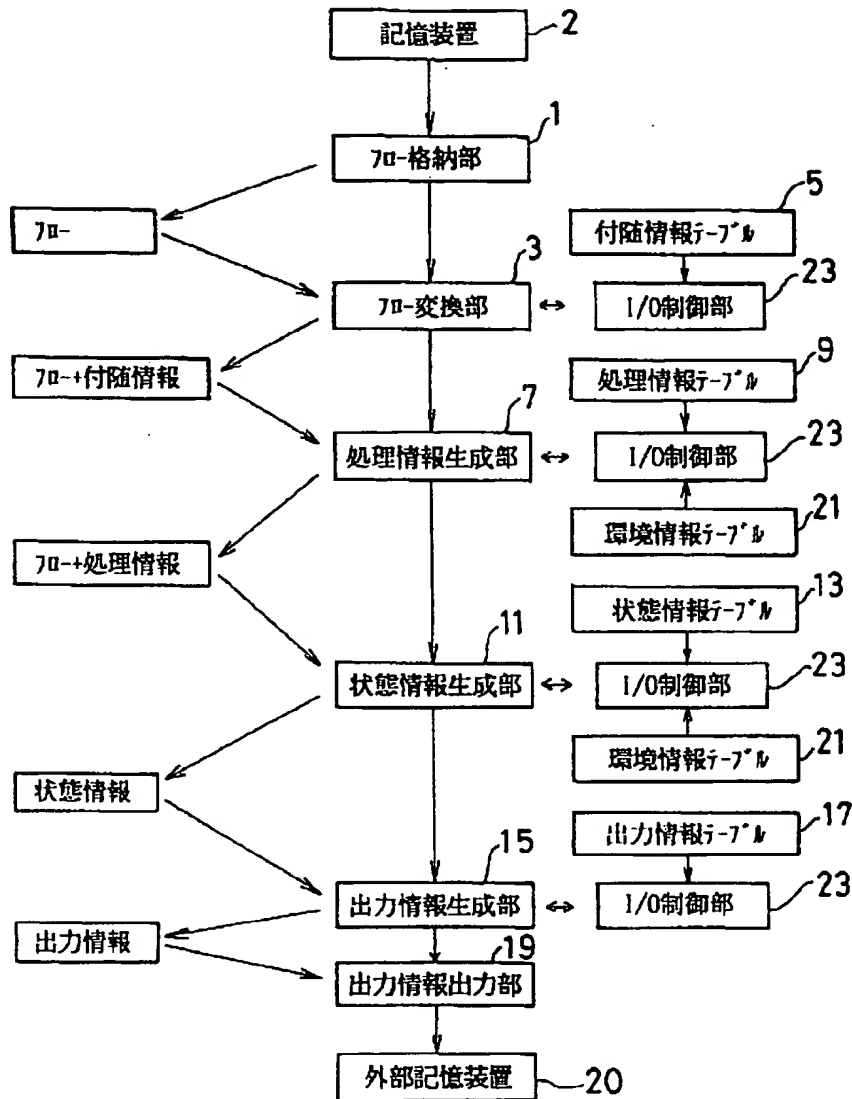 記憶装置
2
1
ﾌﾛｰ格納部
5
ﾌﾛｰ
付随情報ﾃｰﾌﾞﾙ
3
23
ﾌﾛｰ変換部
I/O制御部
9
ﾌﾛｰ+付随情報
処理情報ﾃｰﾌﾞﾙ
7
23
処理情報生成部
I/O制御部
21
環境情報ﾃｰﾌﾞﾙ
ﾌﾛｰ+処理情報
13
状態情報ﾃｰﾌﾞﾙ
11
23
状態情報生成部
I/O制御部
21
環境情報ﾃｰﾌﾞﾙ
状態情報
17
出力情報ﾃｰﾌﾞﾙ
15
23
出力情報生成部
I/O制御部
出力情報
19
出力情報出力部
外部記憶装置
20